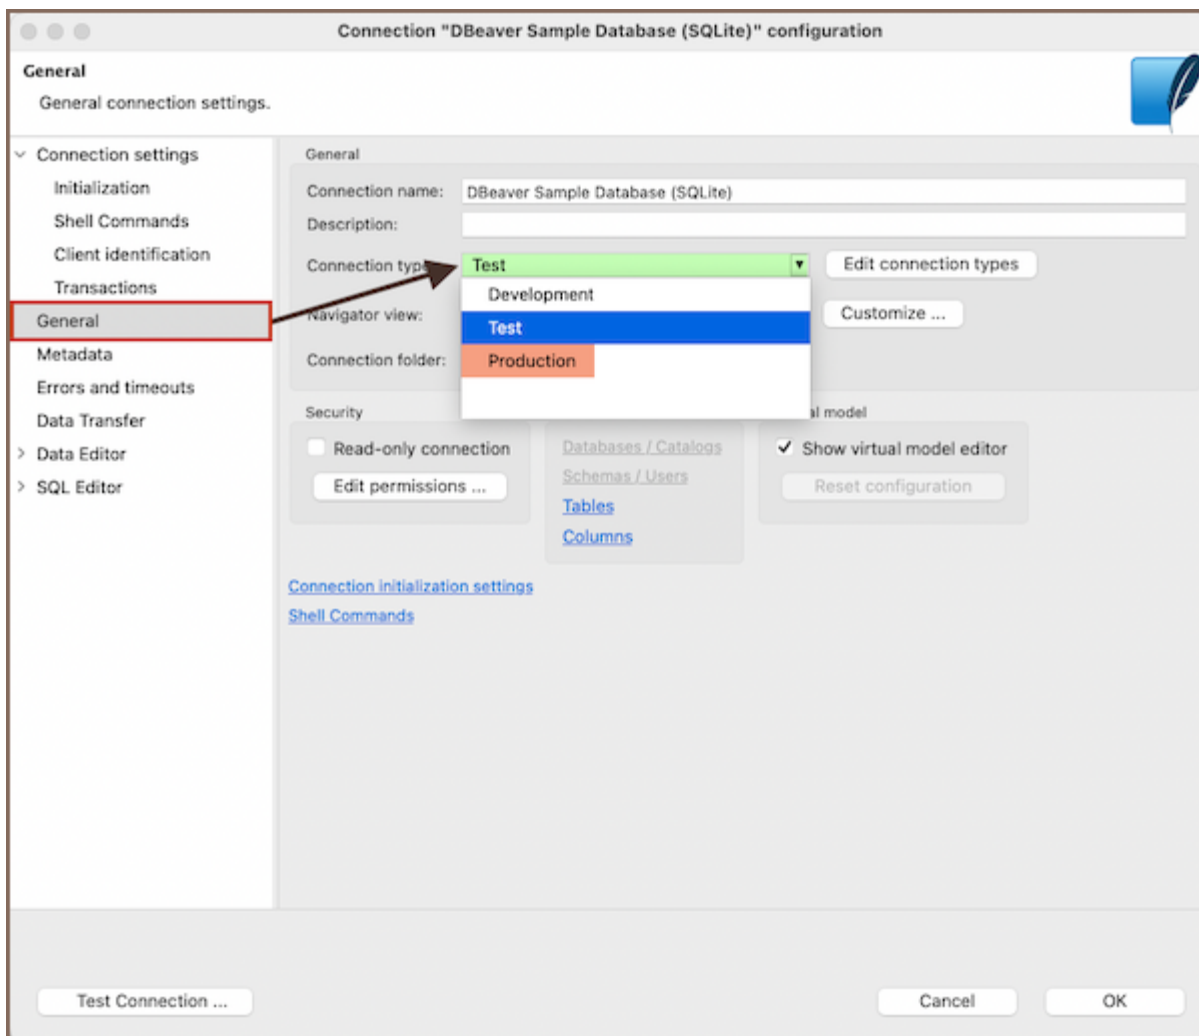 Connection "DBeaver Sample Database (SQLite)" configuration
General
General connection settings.
Connection settings
Initialization
Shell Commands
Client identification
Transactions
General
Metadata
Errors and timeouts
Data Transfer
Data Editor
SQL Editor
General
Connection name: DBeaver Sample Database (SQLite)
Description:
Connection type Test Edit connection types
Development
Navigator view: Customize ...
Test
Connection folder: Production
Security
Read-only connection
Edit permissions ...
Databases / Catalogs
Schemas / Users
Tables
Columns
model
Show virtual model editor
Reset configuration
Connection initialization settings
Shell Commands
Test Connection ... Cancel OK